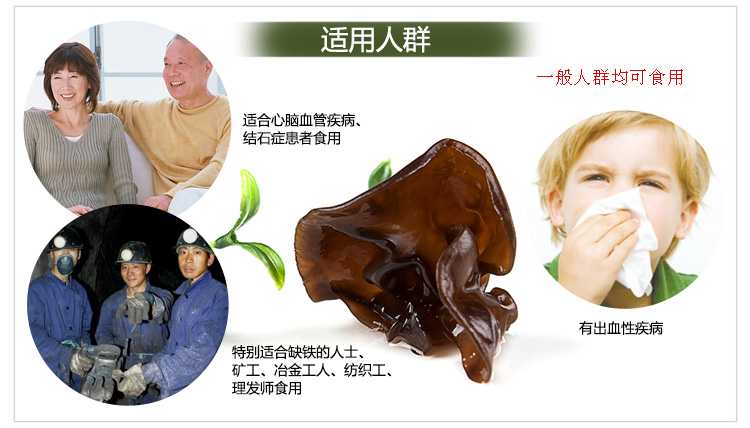 适用人群
一般人群均可食用
适合心脑血管疾病、
结石症患者食用
有出血性疾病
特别适合缺铁的人士、
矿工、冶金工人、纺织工、
理发师食用